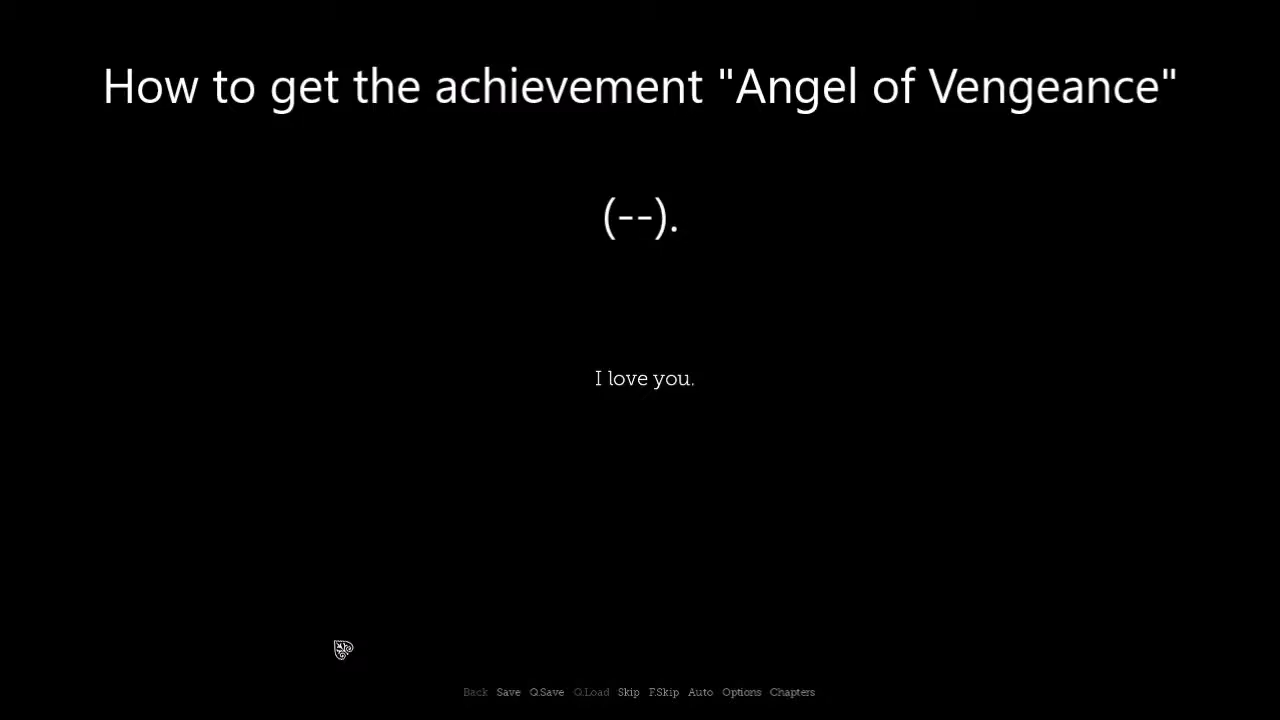 How to get the achievement "Angel of Vengeance"
(--).
I love you.
Back Save Q.Save Q.Load Skip F.Skip Auto Options Chapters